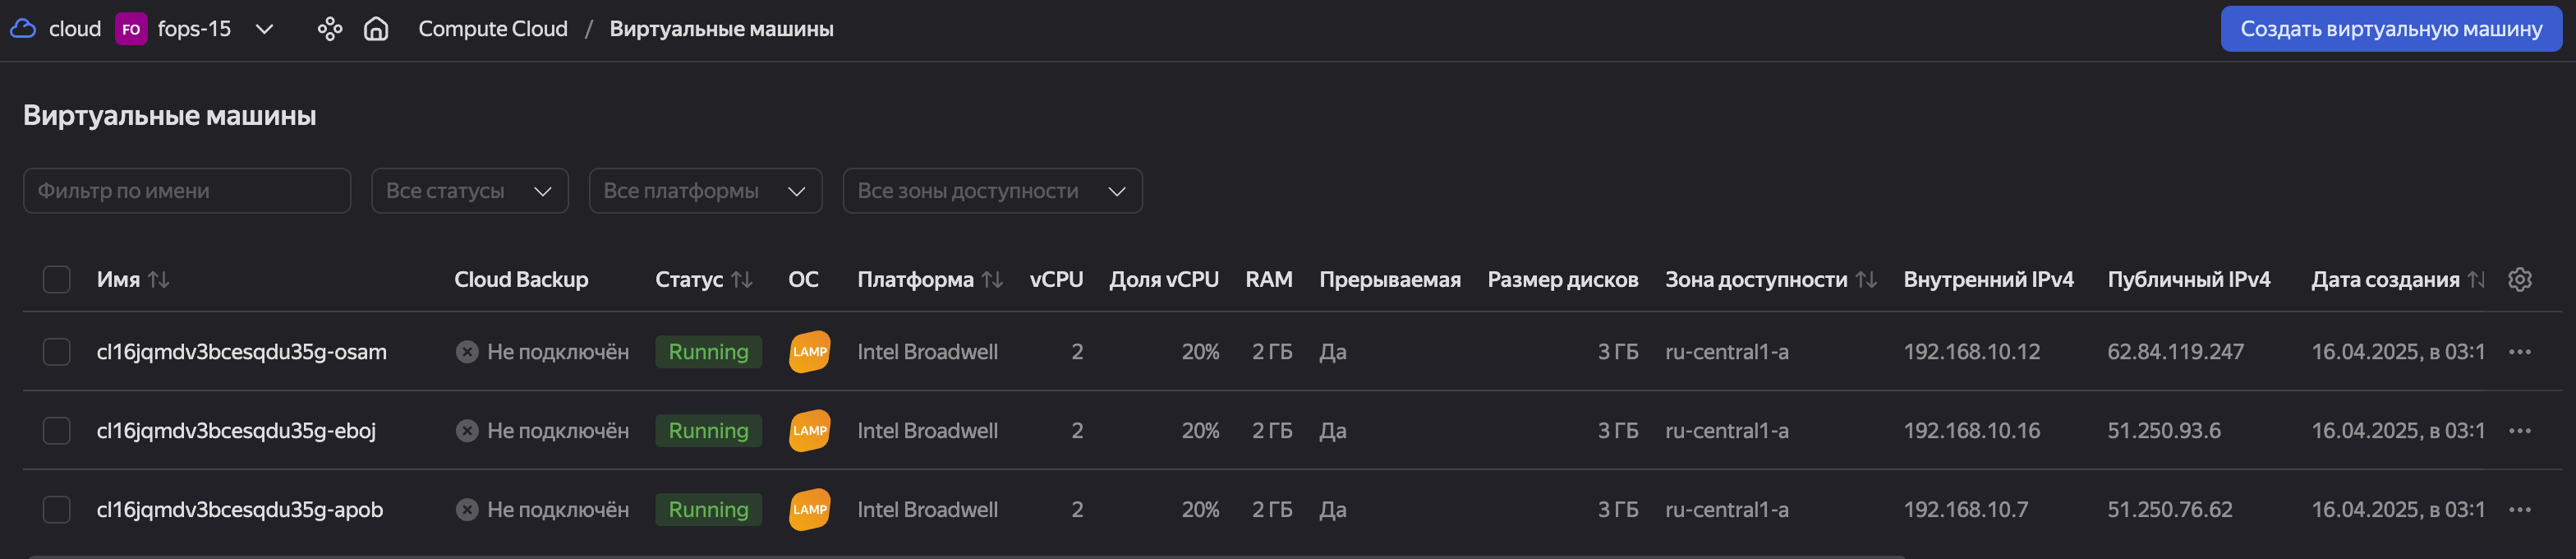 cloud FO fops-15 Compute Cloud / Виртуальные машины Создать виртуальную машину
Виртуальные машины
Фильтр по имени Все статусы Все платформы Все зоны доступности
Имя Cloud Backup Статус ОС Платформа vCPU Доля vCPU RAM Прерываемая Размер дисков Зона доступности Внутренний IPv4 Публичный IPv4 Дата создания
cl16jqmdv3bcesqdu35g-osam Не подключён Running LAMP Intel Broadwell 2 20% 2 ГБ Да 3 ГБ ru-central1-a 192.168.10.12 62.84.119.247 16.04.2025, в 03:1
cl16jqmdv3bcesqdu35g-eboj Не подключён Running LAMP Intel Broadwell 2 20% 2 ГБ Да 3 ГБ ru-central1-a 192.168.10.16 51.250.93.6 16.04.2025, в 03:1
cl16jqmdv3bcesqdu35g-apob Не подключён Running LAMP Intel Broadwell 2 20% 2 ГБ Да 3 ГБ ru-central1-a 192.168.10.7 51.250.76.62 16.04.2025, в 03:1